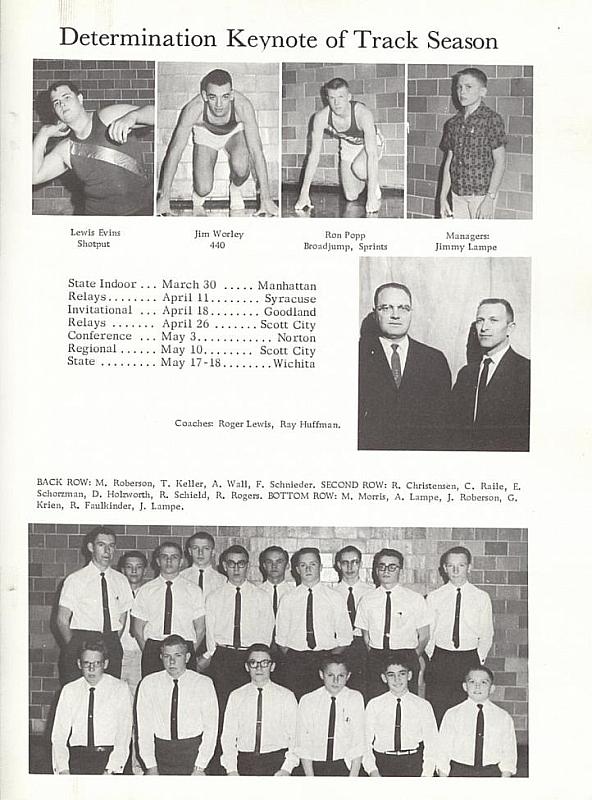 Determination Keynote of Track Season
Lewis Evins
Shotput
Jim Worley
440
Ron Popp
Broadjump, Sprints
Managers:
Jimmy Lampe
State Indoor ... March 30 ..... Manhattan
Relays........ April 11........ Syracuse
Invitational ... April 18........ Goodland
Relays ....... April 26 ....... Scott City
Conference ... May 3............ Norton
Regional ...... May 10........ Scott City
State ......... May 17-18........ Wichita
Coaches: Roger Lewis, Ray Huffman.
BACK ROW: M. Roberson, T. Keller, A. Wall, F. Schnieder. SECOND ROW: R. Christensen, C. Raile, E.
Schorzman, D. Holzworth, R. Schield, R. Rogers. BOTTOM ROW: M. Morris, A. Lampe, J. Roberson, G.
Krien, R. Faulkinder, J. Lampe.